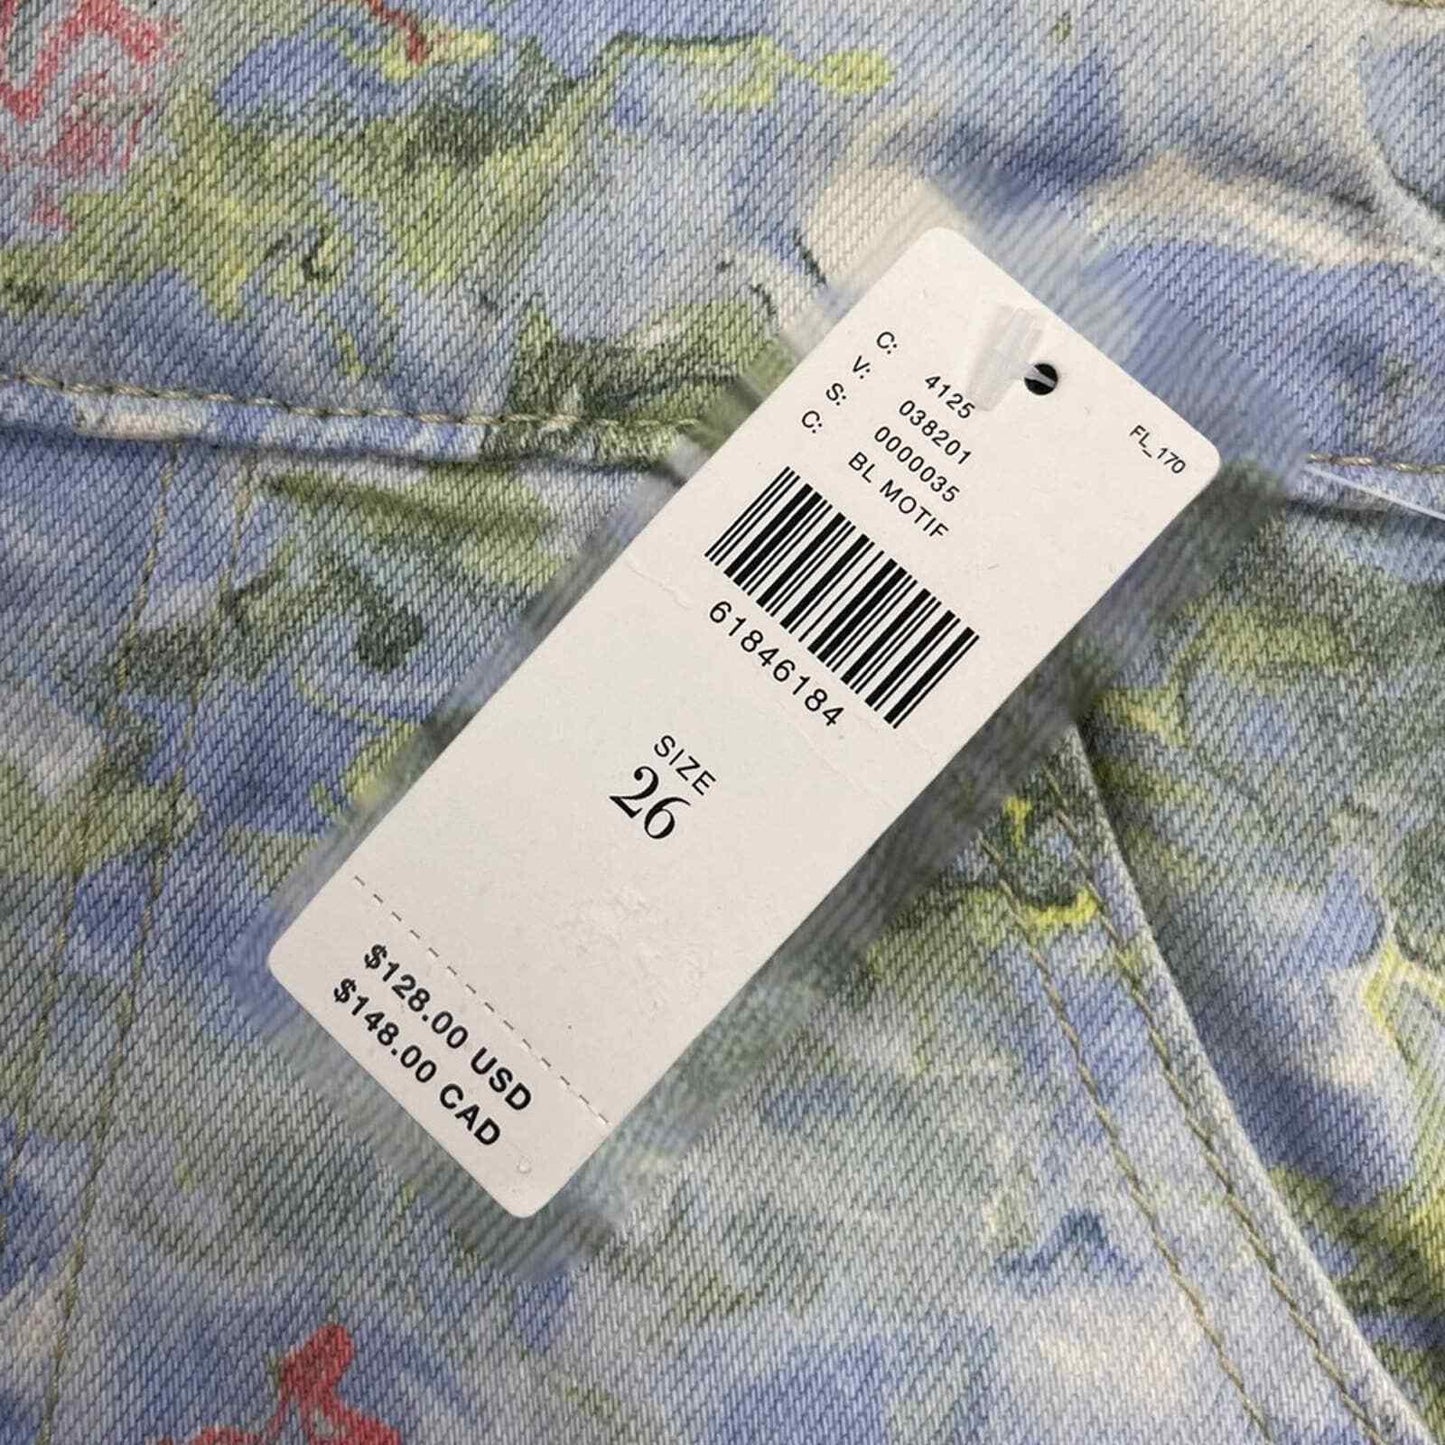 FL_170
C: 4125
V: 038201
S: 0000035
C: BL MOTIF
61846184
SIZE
26
$128.00 USD
$148.00 CAD